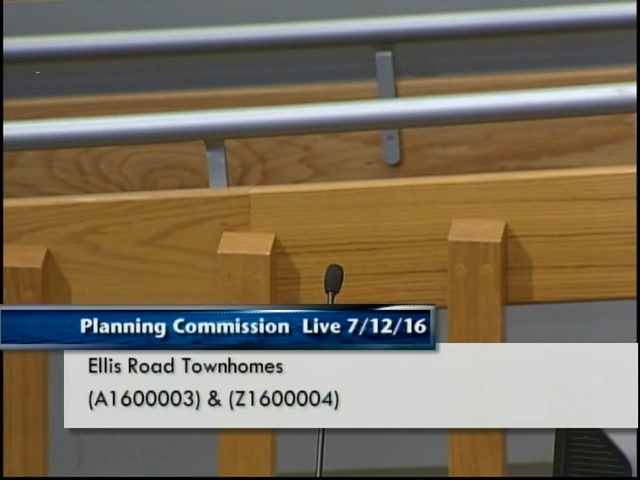 Planning Commission Live 7/12/16
Ellis Road Townhomes
(A1600003) & (Z1600004)